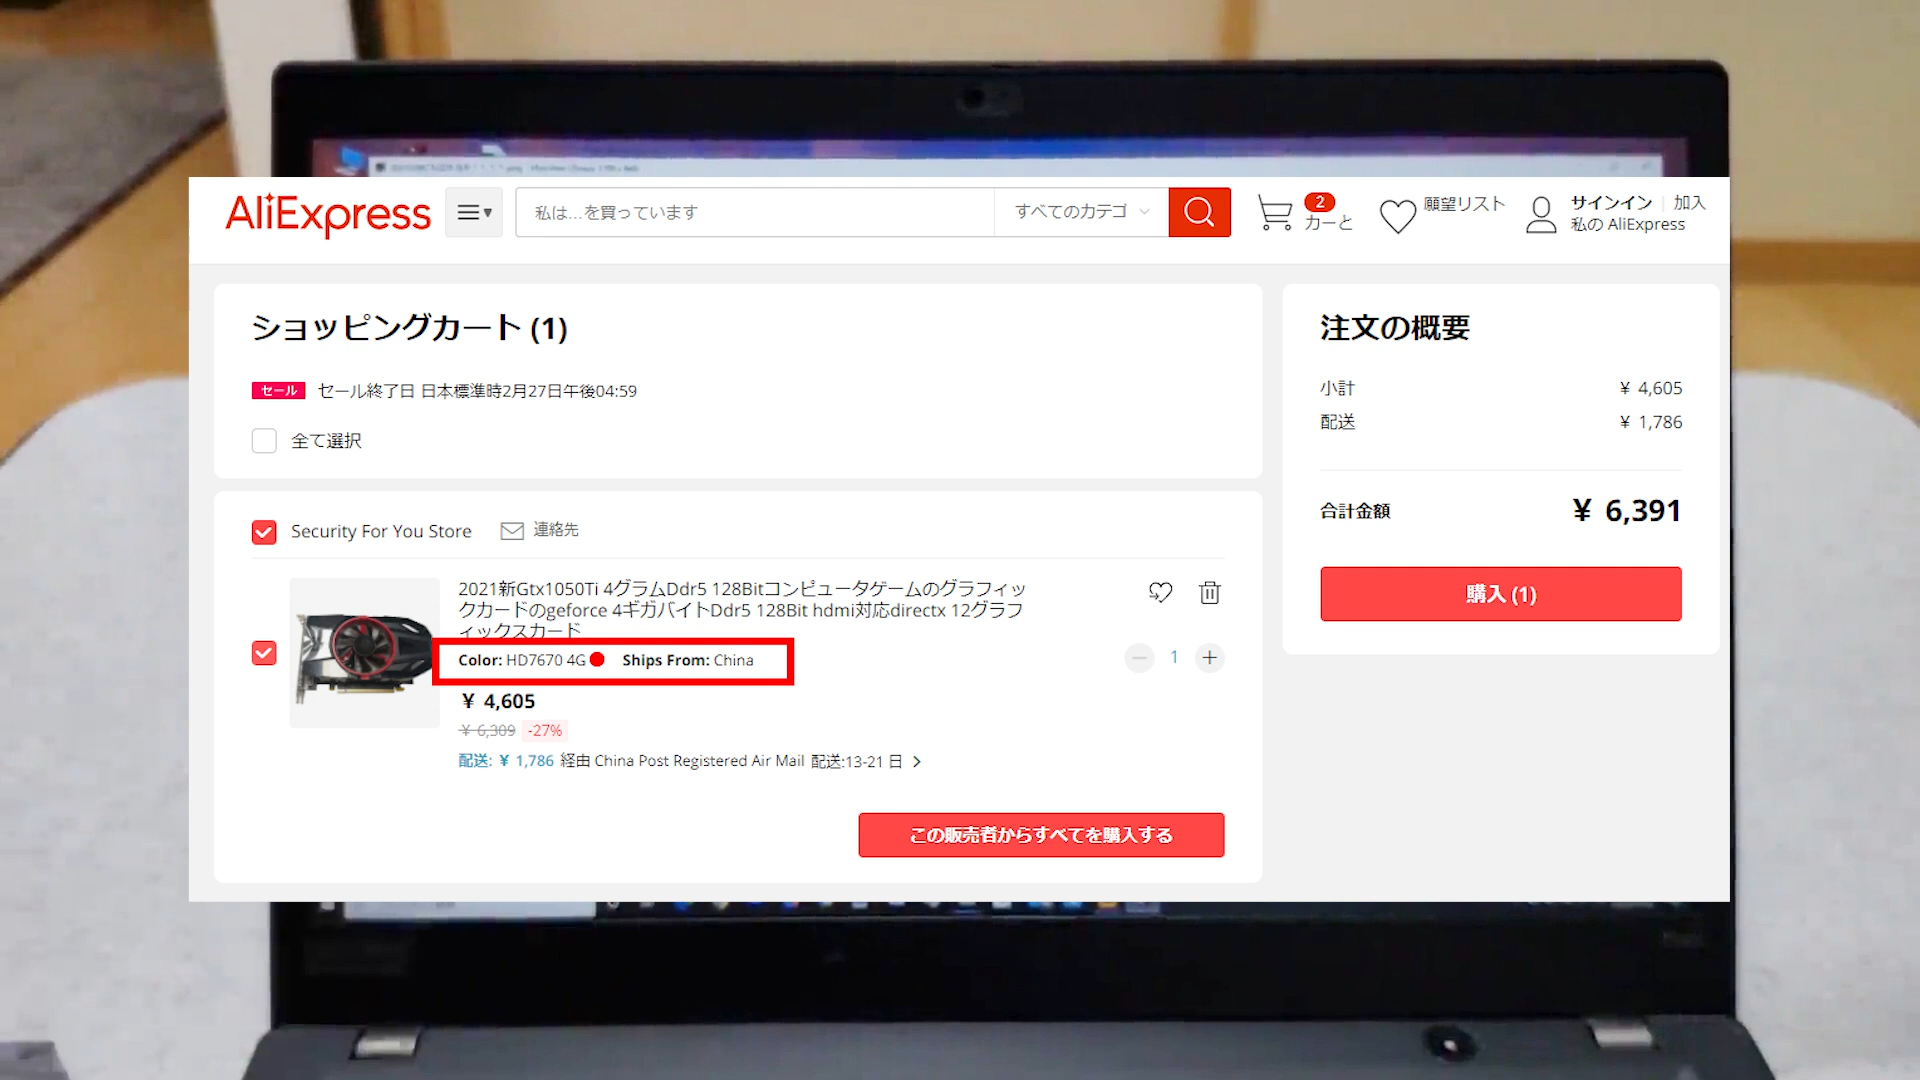 AliExpress
私は...を買っています
すべてのカテゴ
2
カーと
願望リスト
サインイン | 加入
私の AliExpress
ショッピングカート (1)
セール セール終了日 日本標準時2月27日午後04:59
全て選択
Security For You Store 連絡先
2021新Gtx1050Ti 4グラムDdr5 128Bitコンピュータゲームのグラフィッ
クカードのgeforce 4ギガバイトDdr5 128Bit hdmi対応directx 12グラフ
ィックスカード
Color: HD7670 4G Ships From: China
1
¥ 4,605
¥ 6,309 -27%
配送: ¥ 1,786 経由 China Post Registered Air Mail 配送:13-21 日
この販売者からすべてを購入する
注文の概要
小計 ¥ 4,605
配送 ¥ 1,786
合計金額 ¥ 6,391
購入 (1)